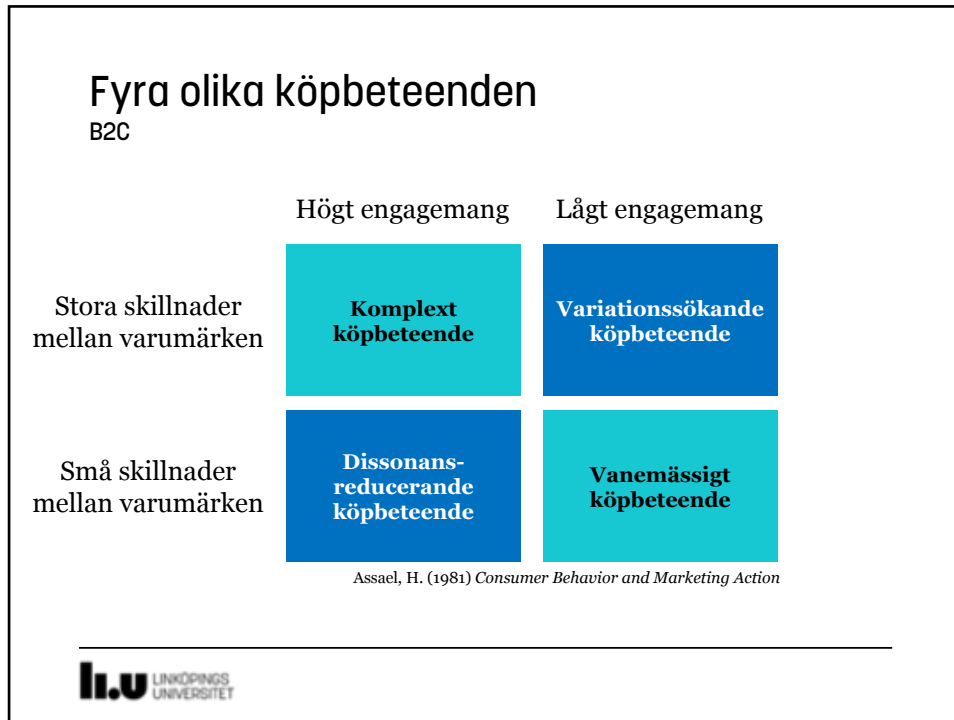 Fyra olika köpbeteenden
B2C
Högt engagemang
Lågt engagemang
Stora skillnader
mellan varumärken
Komplext
köpbeteende
Variationssökande
köpbeteende
Små skillnader
mellan varumärken
Dissonans-
reducerande
köpbeteende
Vanemässigt
köpbeteende
Assael, H. (1981) Consumer Behavior and Marketing Action
li.u LINKÖPINGS
UNIVERSITET